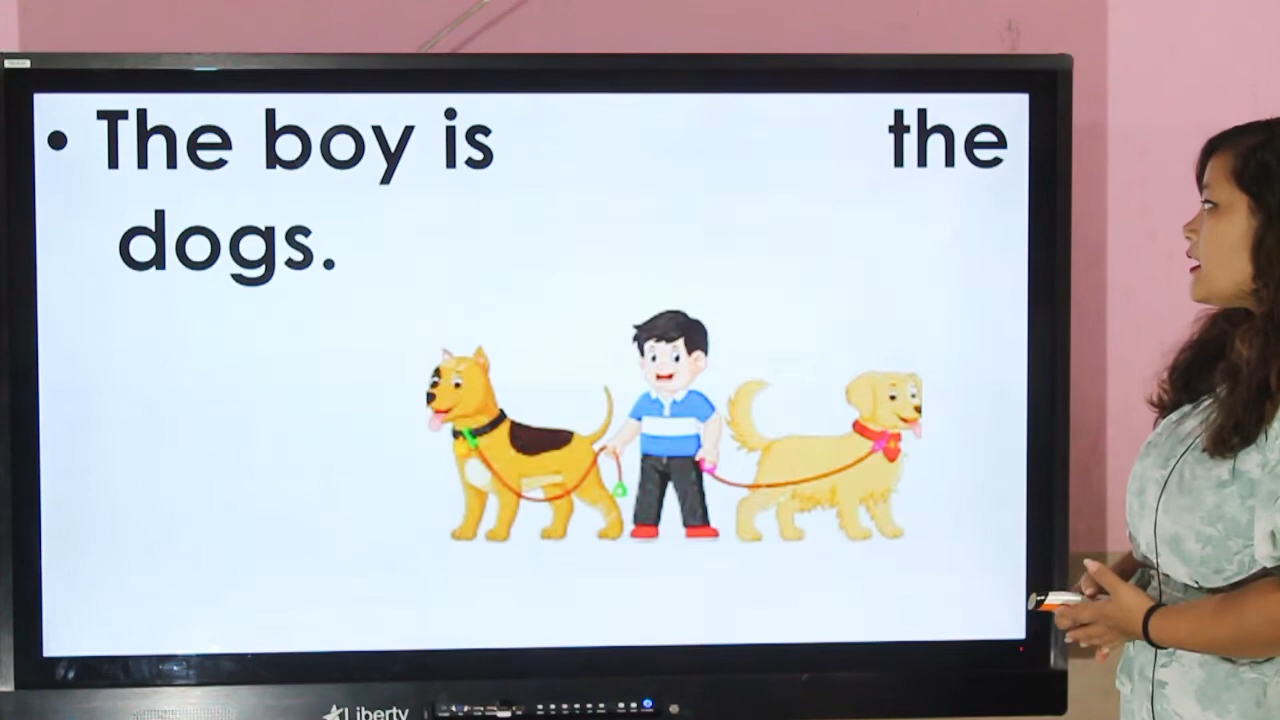 • The boy is the
dogs.
Liberty